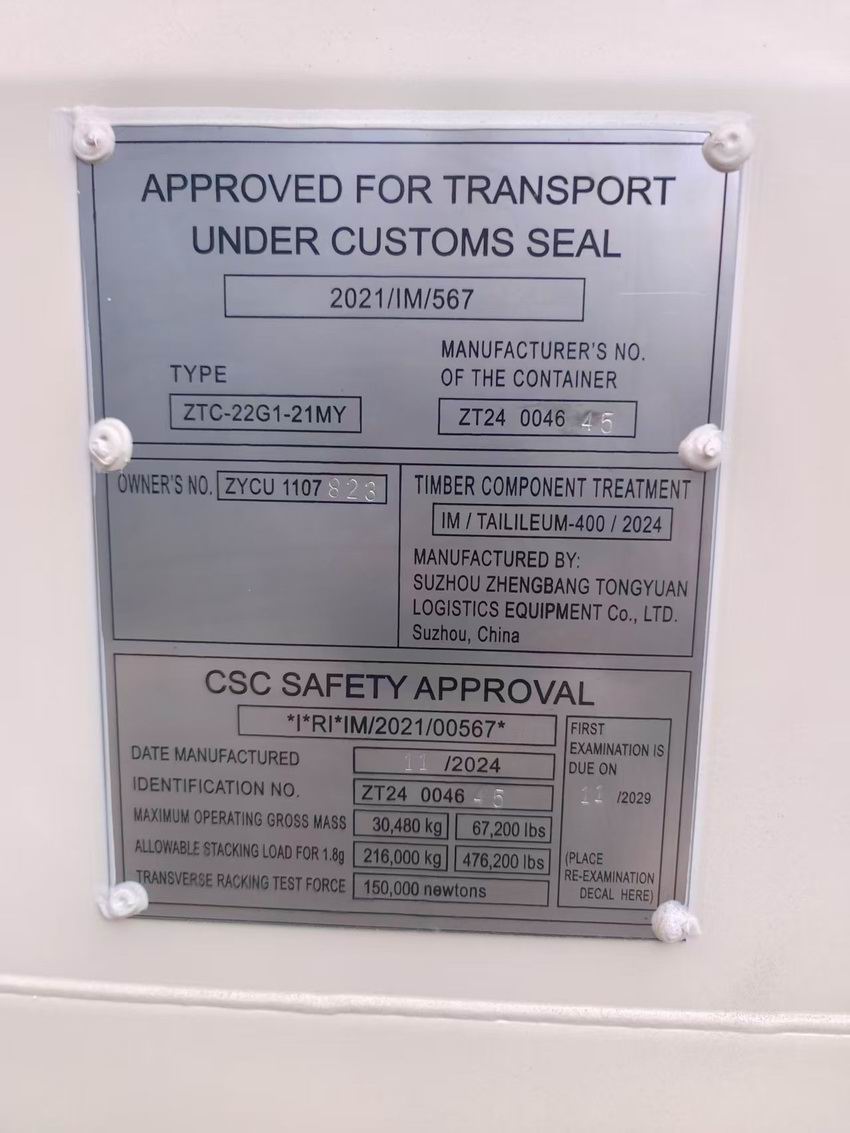 APPROVED FOR TRANSPORT
UNDER CUSTOMS SEAL
2021/IM/567
TYPE
ZTC-22G1-21MY
MANUFACTURER'S NO.
OF THE CONTAINER
ZT24 0046 45
OWNER'S NO. ZYCU 1107 823
TIMBER COMPONENT TREATMENT
IM / TAILILEUM-400 / 2024
MANUFACTURED BY:
SUZHOU ZHENGBANG TONGYUAN
LOGISTICS EQUIPMENT Co., LTD.
Suzhou, China
CSC SAFETY APPROVAL
*I*RI*IM/2021/00567*
DATE MANUFACTURED 11 /2024
IDENTIFICATION NO. ZT24 0046 45
MAXIMUM OPERATING GROSS MASS 30,480 kg 67,200 lbs
ALLOWABLE STACKING LOAD FOR 1.8g 216,000 kg 476,200 lbs
TRANSVERSE RACKING TEST FORCE 150,000 newtons
FIRST
EXAMINATION IS
DUE ON
11 /2029
(PLACE
RE-EXAMINATION
DECAL HERE)